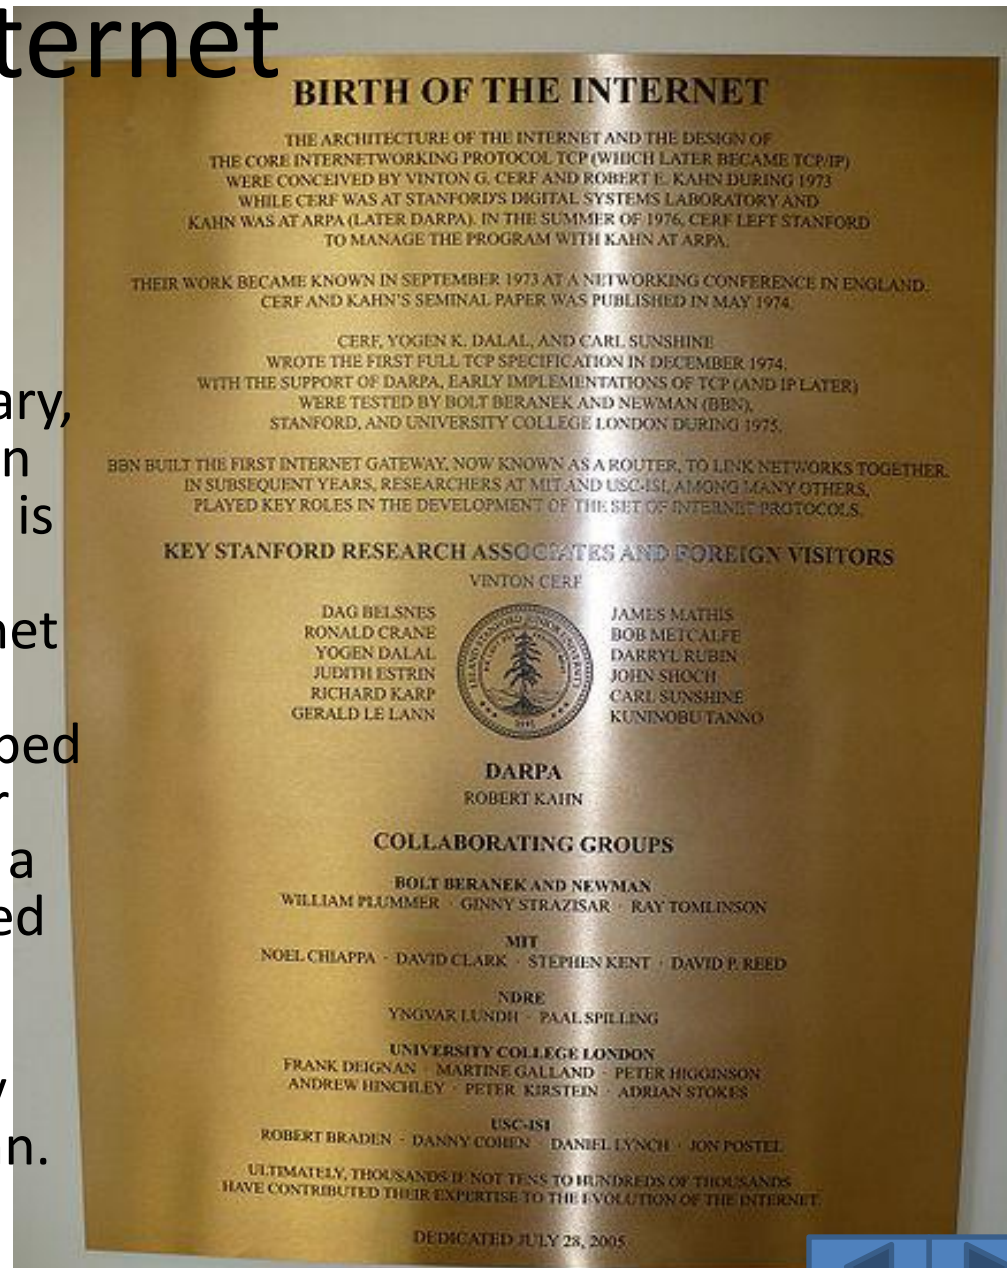 ternet
BIRTH OF THE INTERNET
THE ARCHITECTURE OF THE INTERNET AND THE DESIGN OF
THE CORE INTERNETWORKING PROTOCOL TCP (WHICH LATER BECAME TCP/IP)
WERE CONCEIVED BY VINTON G. CERF AND ROBERT E. KAHN DURING 1973
WHILE CERF WAS AT STANFORD'S DIGITAL SYSTEMS LABORATORY AND
KAHN WAS AT ARPA (LATER DARPA). IN THE SUMMER OF 1976, CERF LEFT STANFORD
TO MANAGE THE PROGRAM WITH KAHN AT ARPA.
THEIR WORK BECAME KNOWN IN SEPTEMBER 1973 AT A NETWORKING CONFERENCE IN ENGLAND.
CERF AND KAHN'S SEMINAL PAPER WAS PUBLISHED IN MAY 1974.
CERF, YOGEN K. DALAL, AND CARL SUNSHINE
WROTE THE FIRST FULL TCP SPECIFICATION IN DECEMBER 1974.
WITH THE SUPPORT OF DARPA, EARLY IMPLEMENTATIONS OF TCP (AND IP LATER)
WERE TESTED BY BOLT BERANEK AND NEWMAN (BBN),
STANFORD, AND UNIVERSITY COLLEGE LONDON DURING 1975.
BBN BUILT THE FIRST INTERNET GATEWAY, NOW KNOWN AS A ROUTER, TO LINK NETWORKS TOGETHER.
IN SUBSEQUENT YEARS, RESEARCHERS AT MIT AND USC-ISI, AMONG MANY OTHERS,
PLAYED KEY ROLES IN THE DEVELOPMENT OF THE SET OF INTERNET PROTOCOLS.
KEY STANFORD RESEARCH ASSOCIATES AND FOREIGN VISITORS
VINTON CERF
DAG BELSNES
RONALD CRANE
YOGEN DALAL
JUDITH ESTRIN
RICHARD KARP
GERALD LE LANN
JAMES MATHIS
BOB METCALFE
DARRYL RUBIN
JOHN SHOCH
CARL SUNSHINE
KUNINOBU TANNO
DARPA
ROBERT KAHN
COLLABORATING GROUPS
BOLT BERANEK AND NEWMAN
WILLIAM PLUMMER · GINNY STRAZISAR · RAY TOMLINSON
MIT
NOEL CHIAPPA · DAVID CLARK · STEPHEN KENT · DAVID P. REED
NDRE
YNGVAR LUNDH · PAAL SPILLING
UNIVERSITY COLLEGE LONDON
FRANK DEIGNAN · MARTINE GALLAND · PETER HIGGINSON
ANDREW HINCHLEY · PETER KIRSTEIN · ADRIAN STOKES
USC-ISI
ROBERT BRADEN · DANNY COHEN · DANIEL LYNCH · JON POSTEL
ULTIMATELY, THOUSANDS IF NOT TENS TO HUNDREDS OF THOUSANDS
HAVE CONTRIBUTED THEIR EXPERTISE TO THE EVOLUTION OF THE INTERNET.
DEDICATED JULY 28, 2005
ary,
n
is
net
ped
r
a
ed
y
n.